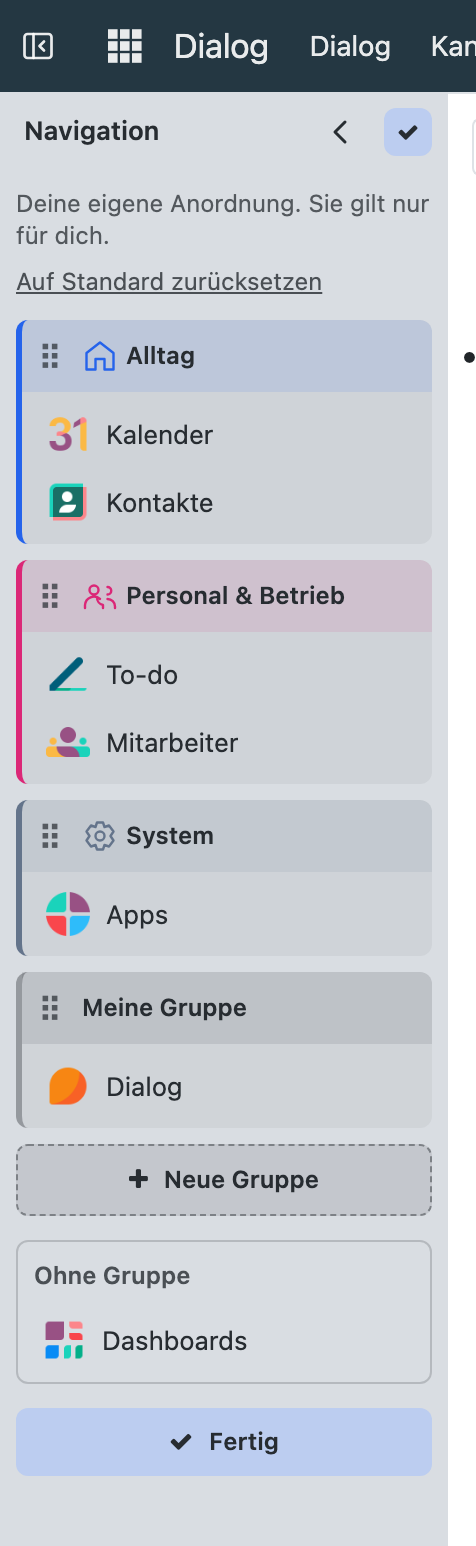 Dialog Dialog
Navigation
Deine eigene Anordnung. Sie gilt nur
für dich.
Auf Standard zurücksetzen
Alltag
31 Kalender
Kontakte
Personal & Betrieb
To-do
Mitarbeiter
System
Apps
Meine Gruppe
Dialog
Neue Gruppe
Ohne Gruppe
Dashboards
Fertig